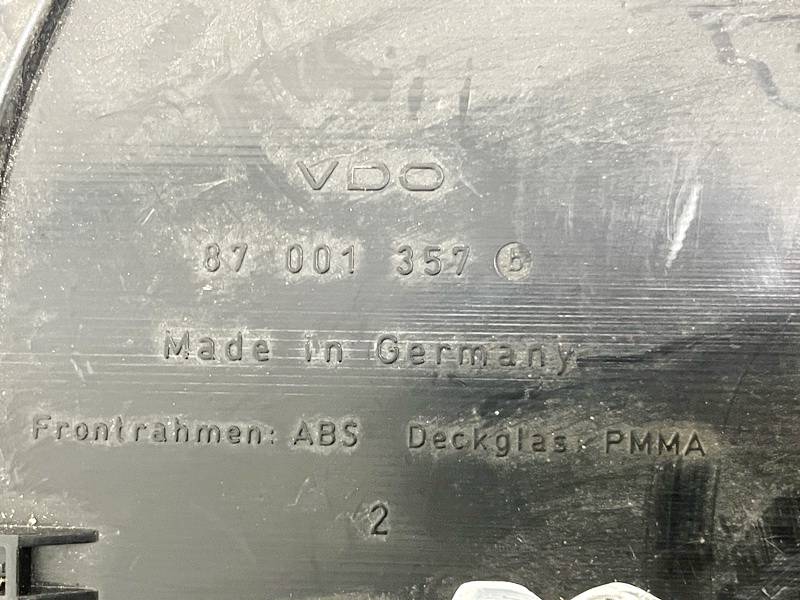 VDO
87 001 357 b
Made in Germany
Frontrahmen: ABS Deckglas: PMMA
2